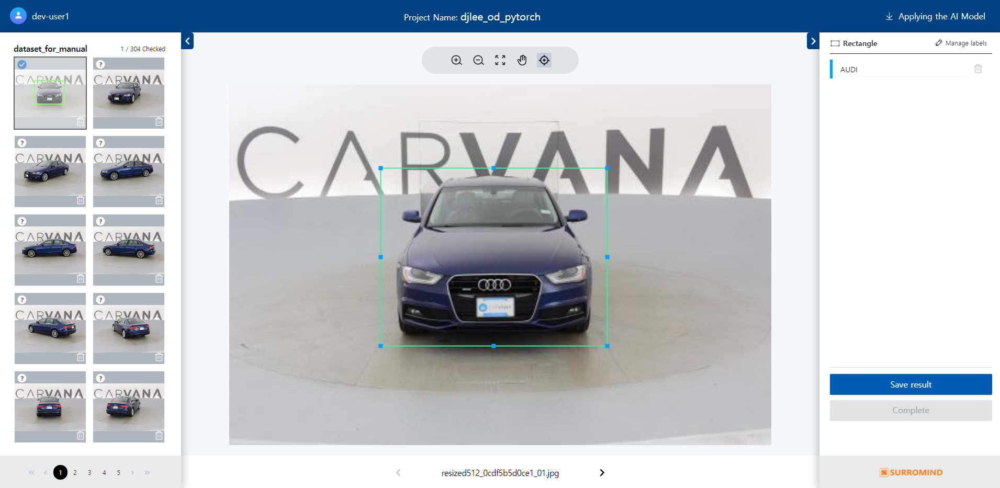 dev-user1
Project Name: djlee_od_pytorch
Applying the AI Model
dataset_for_manual
1 / 304 Checked
CARVANA
CARVANA
CARVANA
CARVANA
CARVANA
CARVANA
CARVANA
CARVANA
CARVANA
CARVANA
1
2
3
4
5
CARVANA
CARVANA
resized512_0cdf5b5d0ce1_01.jpg
Rectangle
Manage labels
AUDI
Save result
Complete
SURROMIND